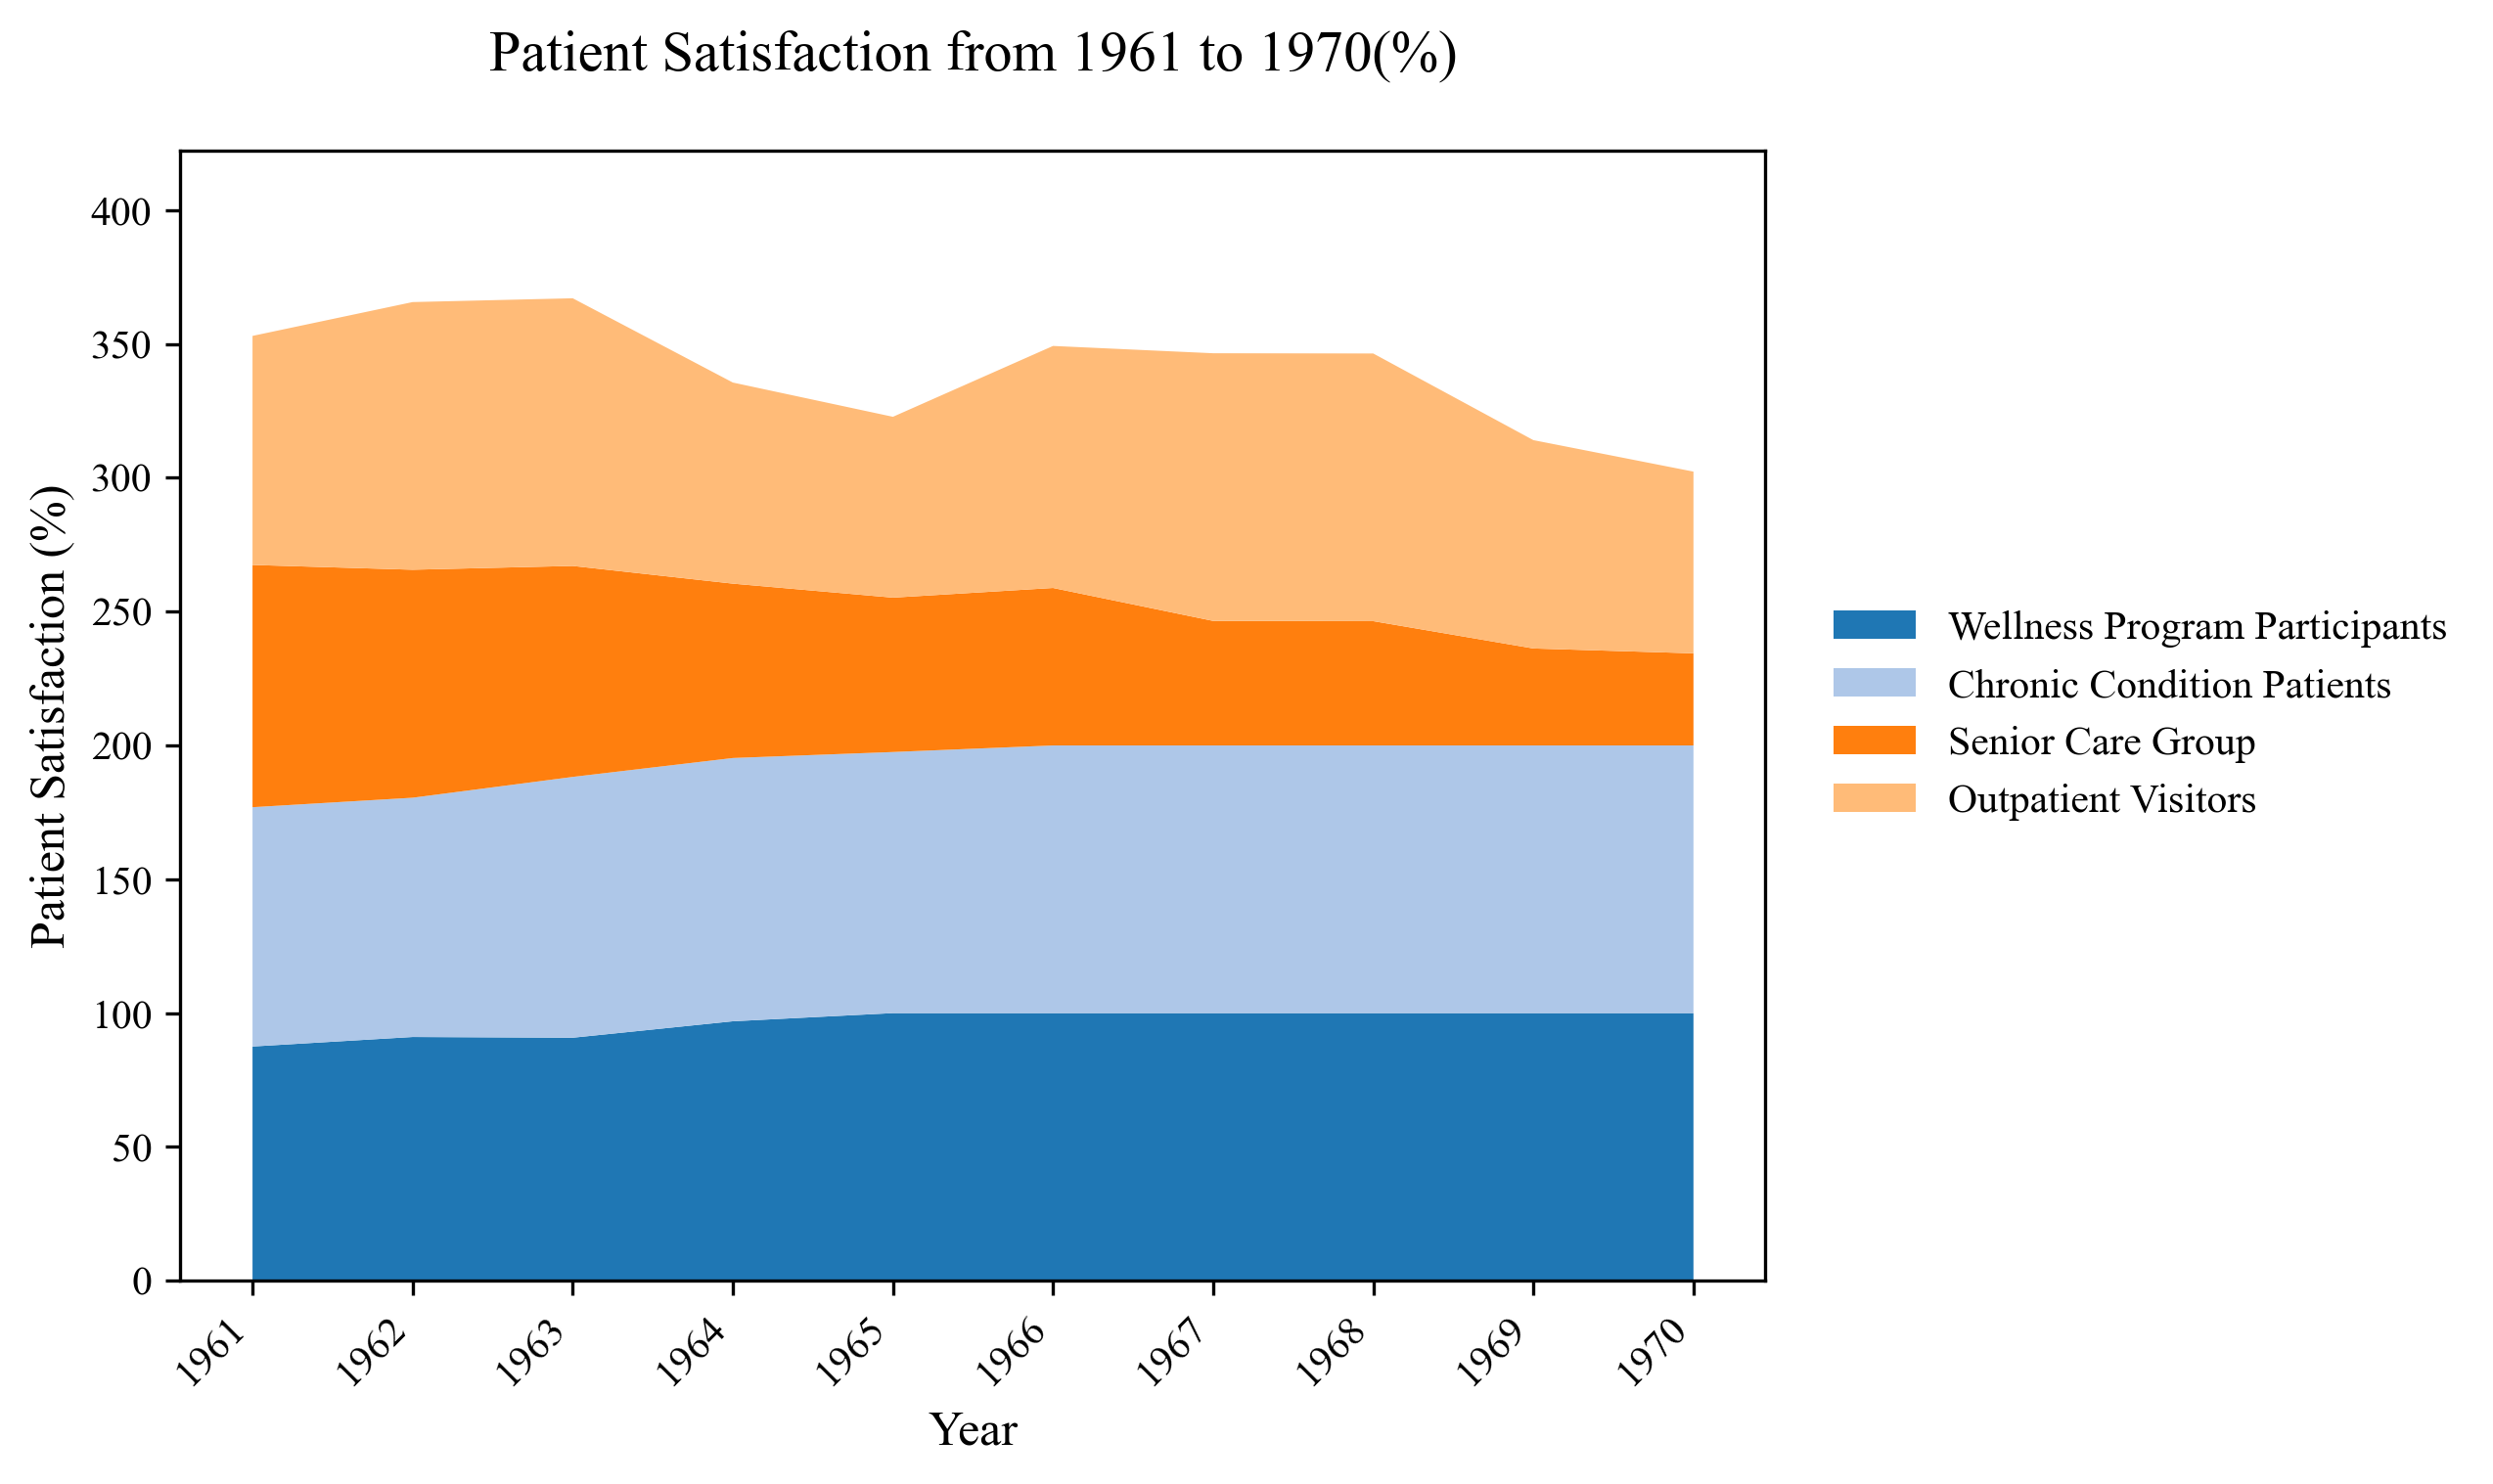 Patient Satisfaction from 1961 to 1970(%)
Patient Satisfaction (%)
400
350
300
250
200
150
100
50
0
1961
1962
1963
1964
1965
1966
1967
1968
1969
1970
Year
Wellness Program Participants
Chronic Condition Patients
Senior Care Group
Outpatient Visitors